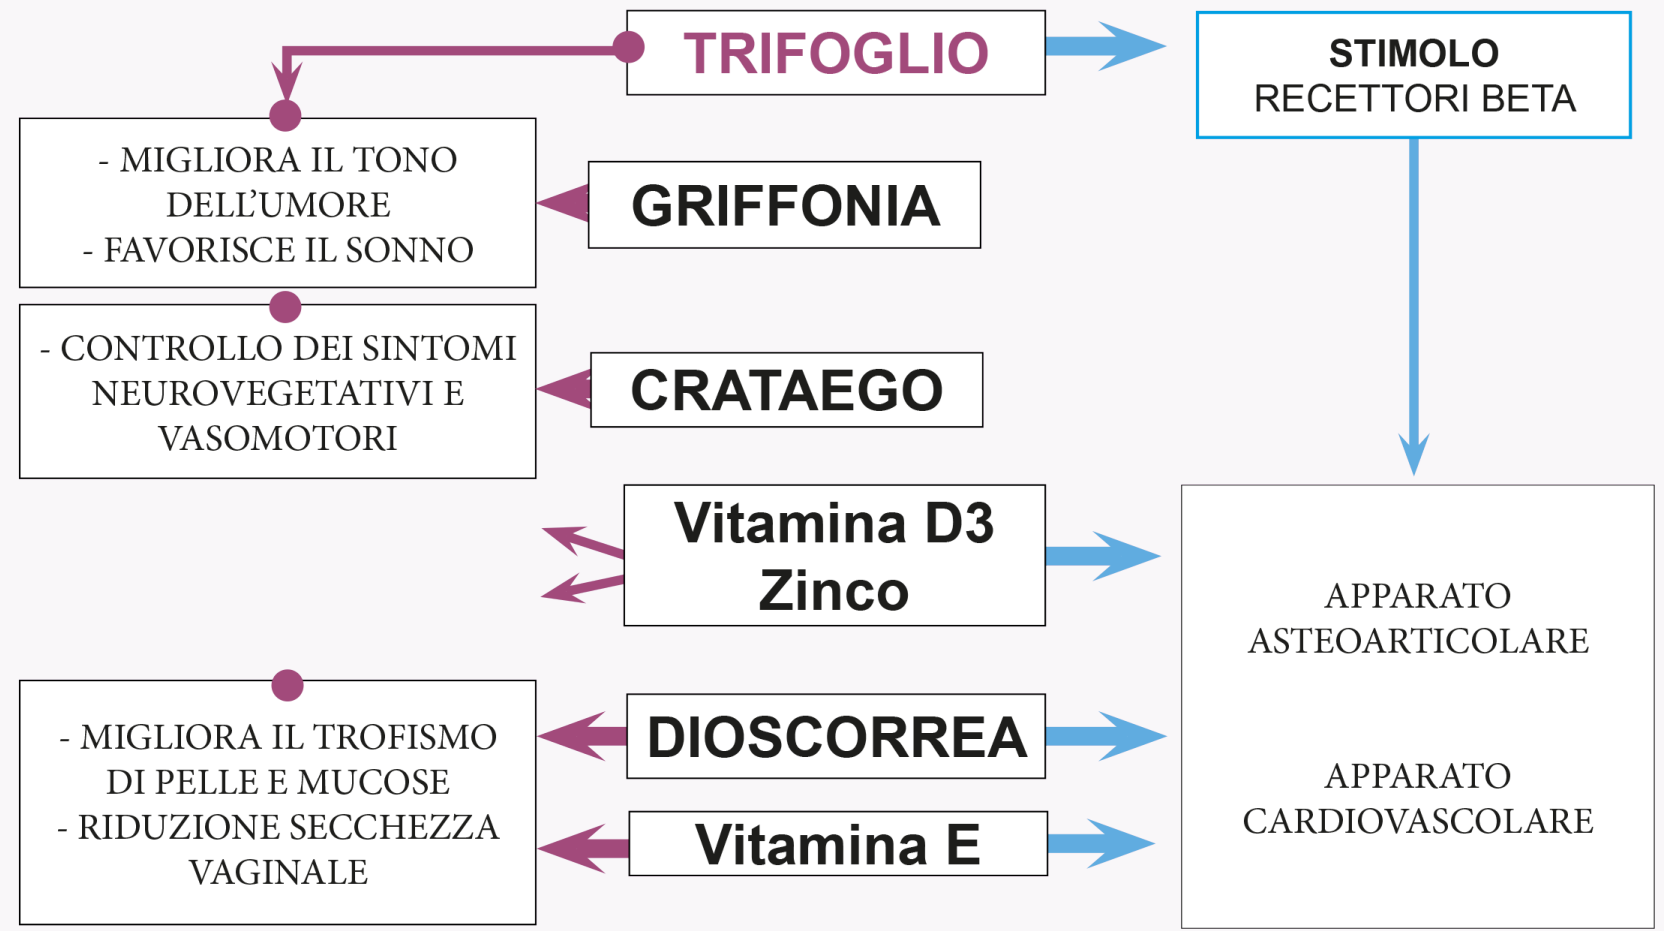 TRIFOGLIO
STIMOLO
RECETTORI BETA
- MIGLIORA IL TONO
DELL'UMORE
- FAVORISCE IL SONNO
GRIFFONIA
- CONTROLLO DEI SINTOMI
NEUROVEGETATIVI E
VASOMOTORI
CRATAEGO
Vitamina D3
Zinco
APPARATO
ASTEOARTICOLARE
APPARATO
CARDIOVASCOLARE
- MIGLIORA IL TROFISMO
DI PELLE E MUCOSE
- RIDUZIONE SECCHEZZA
VAGINALE
DIOSCORREA
Vitamina E